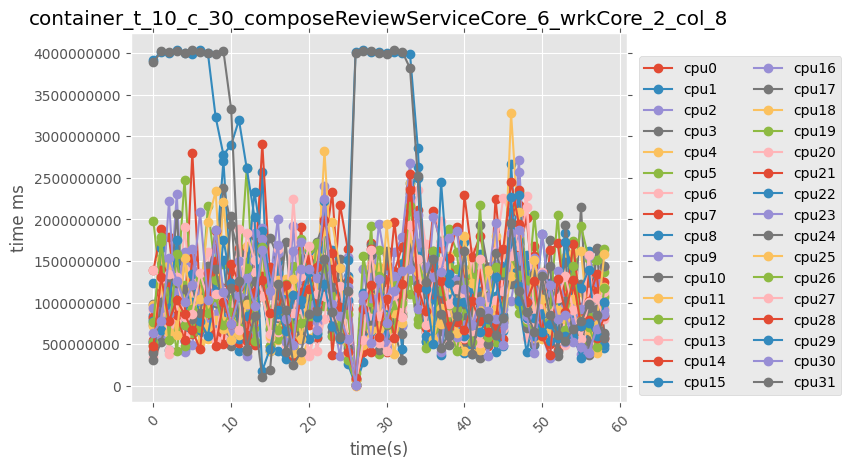 container_t_10_c_30_composeReviewServiceCore_6_wrkCore_2_col_8
time ms
4000000000
3500000000
3000000000
2500000000
2000000000
1500000000
1000000000
500000000
0
0
10
20
30
40
50
60
time(s)
cpu0
cpu1
cpu2
cpu3
cpu4
cpu5
cpu6
cpu7
cpu8
cpu9
cpu10
cpu11
cpu12
cpu13
cpu14
cpu15
cpu16
cpu17
cpu18
cpu19
cpu20
cpu21
cpu22
cpu23
cpu24
cpu25
cpu26
cpu27
cpu28
cpu29
cpu30
cpu31